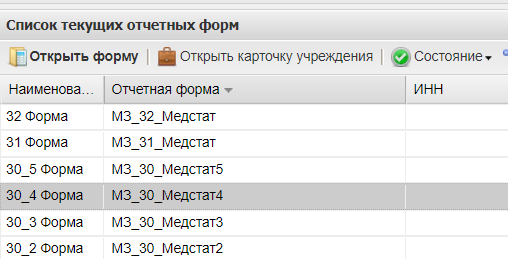 Список текущих отчетных форм
Открыть форму Открыть карточку учреждения Состояние
Наименова... Отчетная форма ИНН
32 Форма МЗ_32_Медстат
31 Форма МЗ_31_Медстат
30_5 Форма МЗ_30_Медстат5
30_4 Форма МЗ_30_Медстат4
30_3 Форма МЗ_30_Медстат3
30_2 Форма МЗ_30_Медстат2